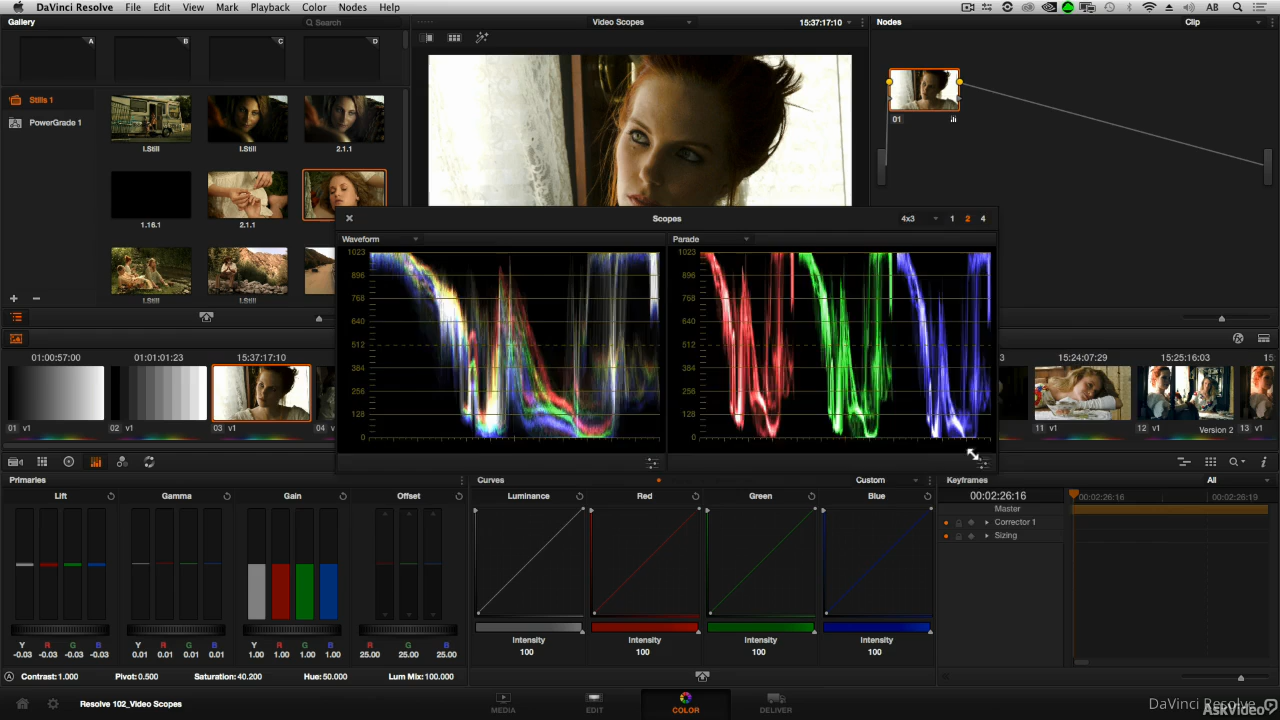 DaVinci Resolve File Edit View Mark Playback Color Nodes Help
AB
Gallery Search
Video Scopes 15:37:17:10
Nodes Clip
A B C D
Stills 1
PowerGrade 1
I.Still I.Still 2.1.1
1.16.1 2.1.1
I.Still I.Still
01
Scopes 4x3 1 2 4
Waveform Parade
1023 1023
896 896
768 768
640 640
512 512
384 384
256 256
128 128
0 0
01:00:57:00 01:01:01:23 15:37:17:10 3 15:24:07:29 15:25:16:03 15:
01 v1 02 v1 03 v1 04 11 v1 12 v1 Version 2 13 v1
Primaries Curves Custom Keyframes All
Lift Gamma Gain Offset
Luminance Red Green Blue
00:02:26:16 00:02:26:16 00:02:26:19
Master
Corrector 1
Sizing
Y R G B Y R G B Y R G B R G B
-0.03 -0.03 -0.03 -0.03 0.01 0.01 0.01 0.01 1.00 1.00 1.00 1.00 25.00 25.00 25.00
Intensity Intensity Intensity Intensity
100 100 100 100
A Contrast:1.000 Pivot:0.500 Saturation:40.200 Hue:50.000 Lum Mix:100.000
Resolve 102_Video Scopes
MEDIA EDIT COLOR DELIVER
DaVinci Resolve
AskVideo